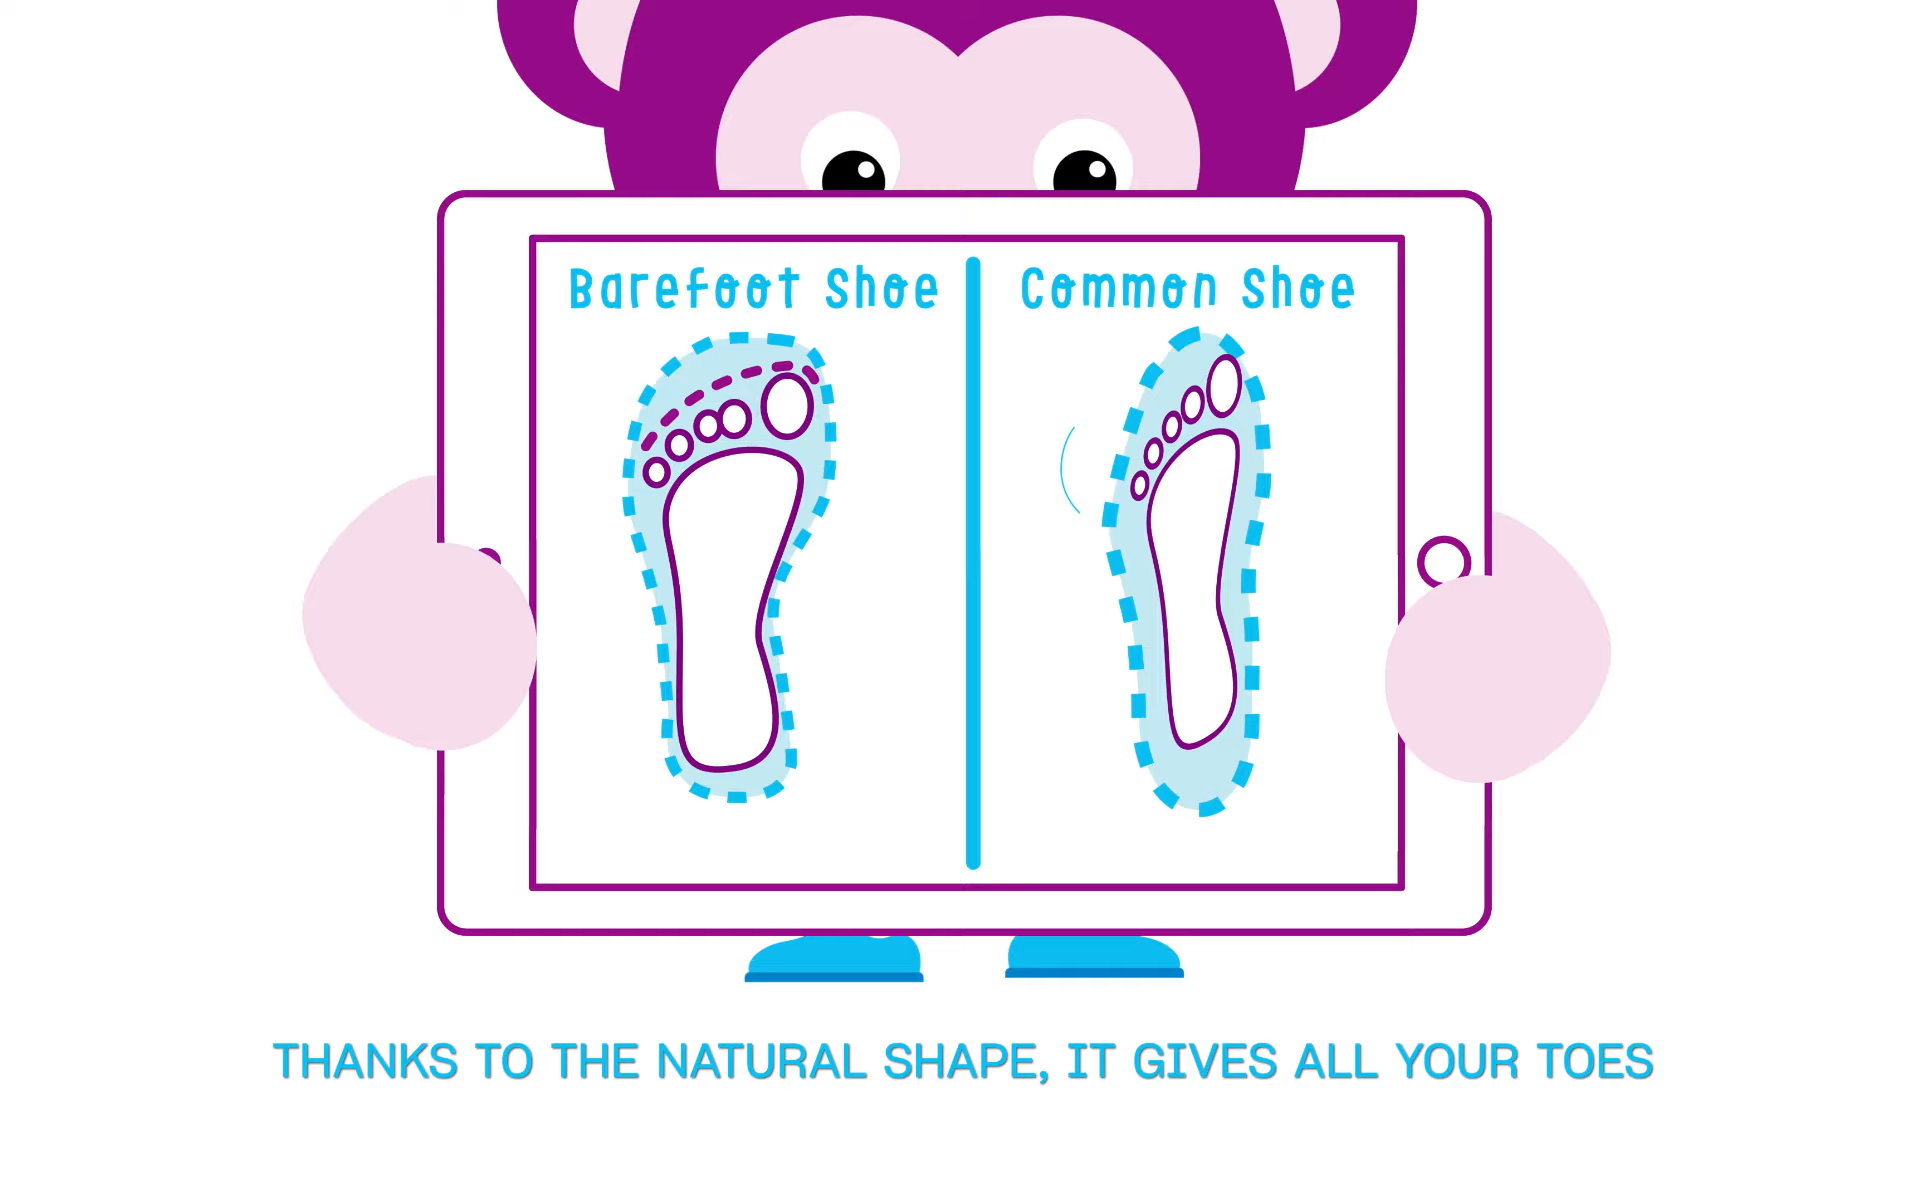 Barefoot Shoe
Common Shoe
THANKS TO THE NATURAL SHAPE, IT GIVES ALL YOUR TOES